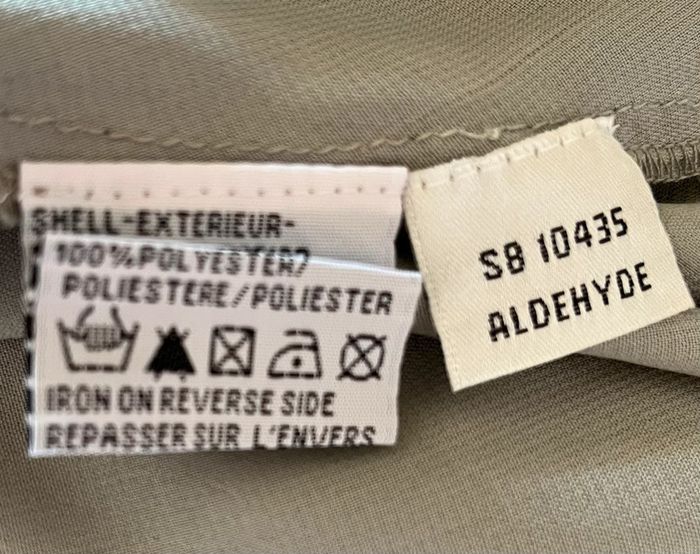 SHELL-EXTERIEUR-
100%POLYESTER/
POLIESTERE/POLIESTER
IRON ON REVERSE SIDE
REPASSER SUR L'ENVERS
S8 10435
ALDEHYDE